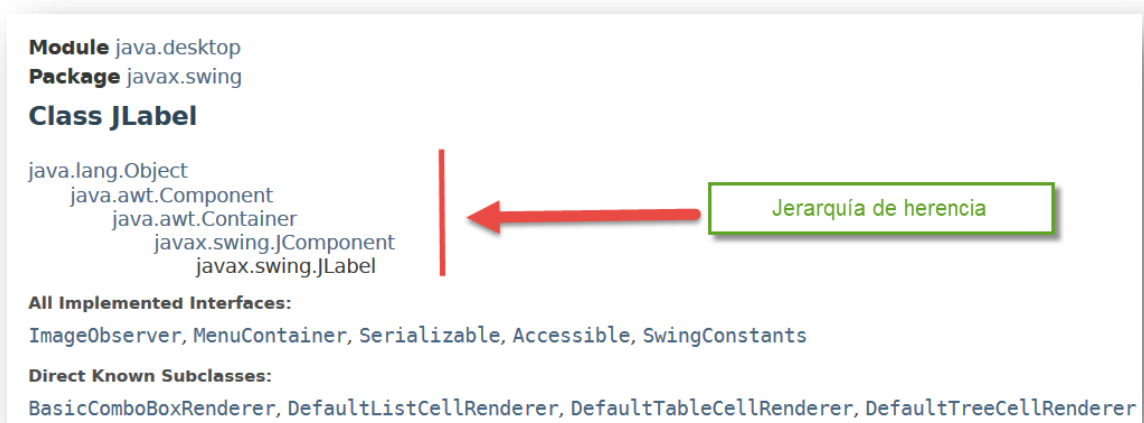 Module java.desktop
Package javax.swing
Class JLabel
java.lang.Object
java.awt.Component
java.awt.Container
javax.swing.JComponent
javax.swing.JLabel
Jerarquía de herencia
All Implemented Interfaces:
ImageObserver, MenuContainer, Serializable, Accessible, SwingConstants
Direct Known Subclasses:
BasicComboBoxRenderer, DefaultListCellRenderer, DefaultTableCellRenderer, DefaultTreeCellRenderer